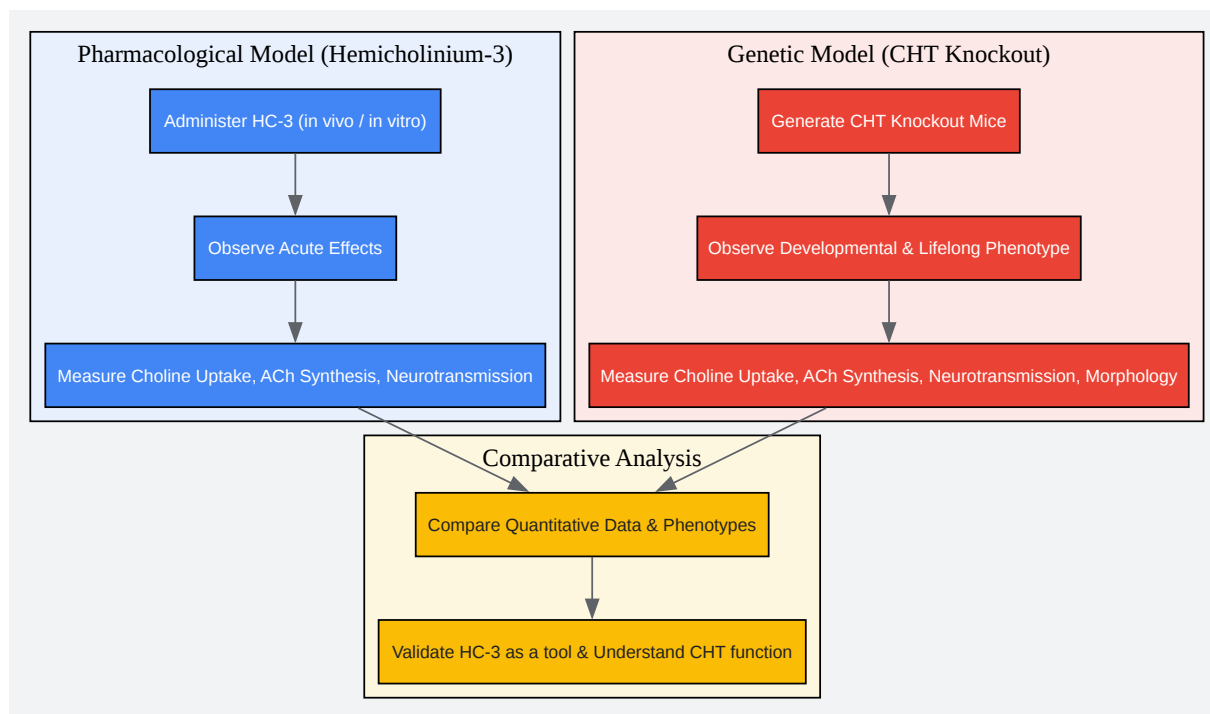 Pharmacological Model (Hemicholinium-3)
Administer HC-3 (in vivo / in vitro)
Observe Acute Effects
Measure Choline Uptake, ACh Synthesis, Neurotransmission
Genetic Model (CHT Knockout)
Generate CHT Knockout Mice
Observe Developmental & Lifelong Phenotype
Measure Choline Uptake, ACh Synthesis, Neurotransmission, Morphology
Comparative Analysis
Compare Quantitative Data & Phenotypes
Validate HC-3 as a tool & Understand CHT function